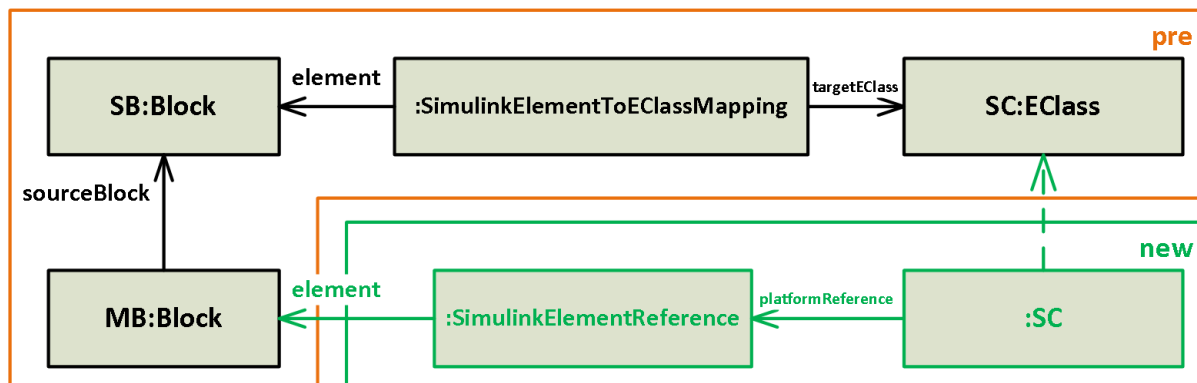 pre
element
targetEClass
SB:Block
:SimulinkElementToEClassMapping
SC:EClass
sourceBlock
new
element
platformReference
MB:Block
:SimulinkElementReference
:SC